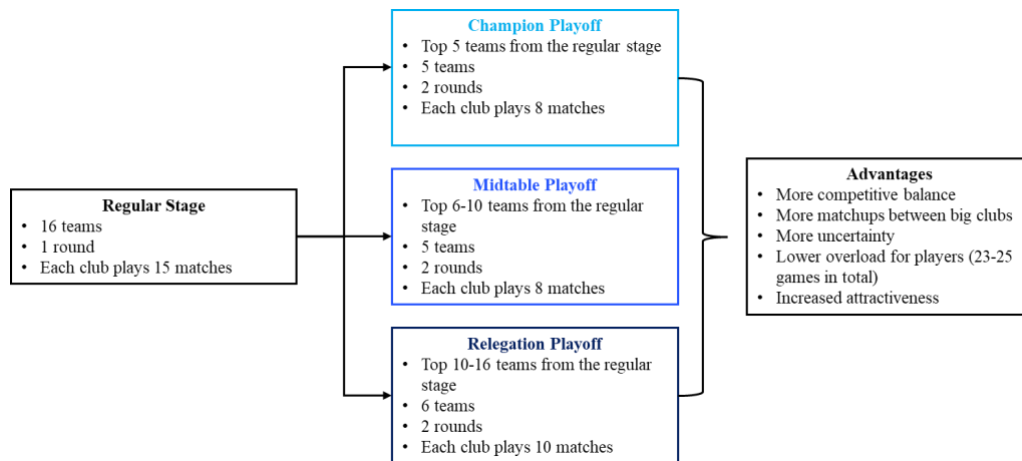 Regular Stage
• 16 teams
• 1 round
• Each club plays 15 matches
Champion Playoff
• Top 5 teams from the regular stage
• 5 teams
• 2 rounds
• Each club plays 8 matches
Midtable Playoff
• Top 6-10 teams from the regular
stage
• 5 teams
• 2 rounds
• Each club plays 8 matches
Relegation Playoff
• Top 10-16 teams from the regular
stage
• 6 teams
• 2 rounds
• Each club plays 10 matches
Advantages
• More competitive balance
• More matchups between big clubs
• More uncertainty
• Lower overload for players (23-25
games in total)
• Increased attractiveness